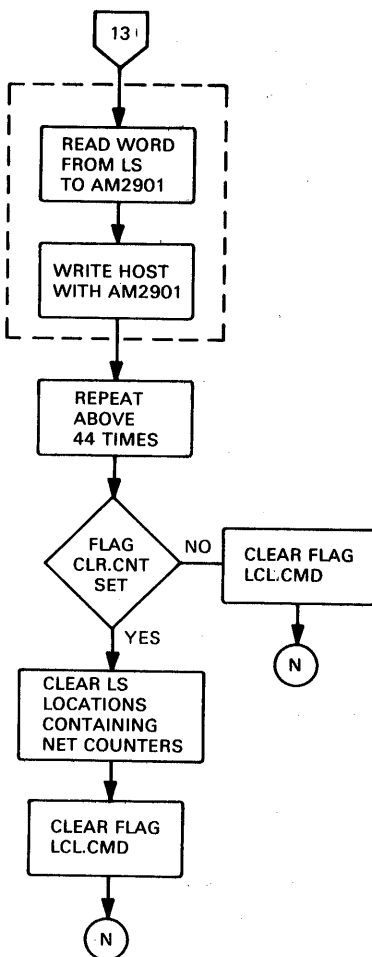 13
READ WORD
FROM LS
TO AM2901
WRITE HOST
WITH AM2901
REPEAT
ABOVE
44 TIMES
FLAG
CLR.CNT
SET
NO
CLEAR FLAG
LCL.CMD
N
YES
CLEAR LS
LOCATIONS
CONTAINING
NET COUNTERS
CLEAR FLAG
LCL.CMD
N